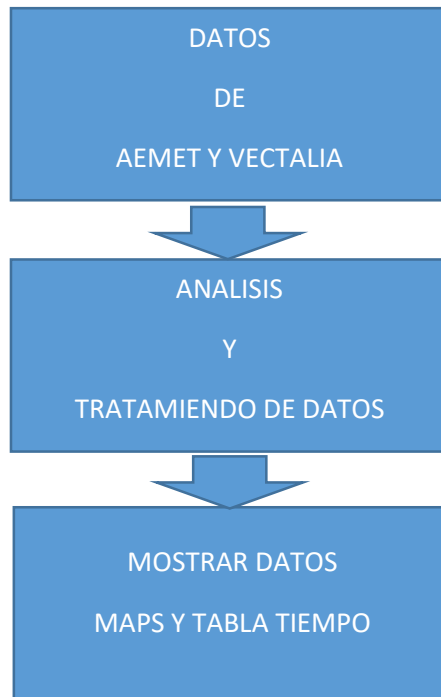 DATOS
DE
AEMET Y VECTALIA
ANALISIS
Y
TRATAMIENDO DE DATOS
MOSTRAR DATOS
MAPS Y TABLA TIEMPO